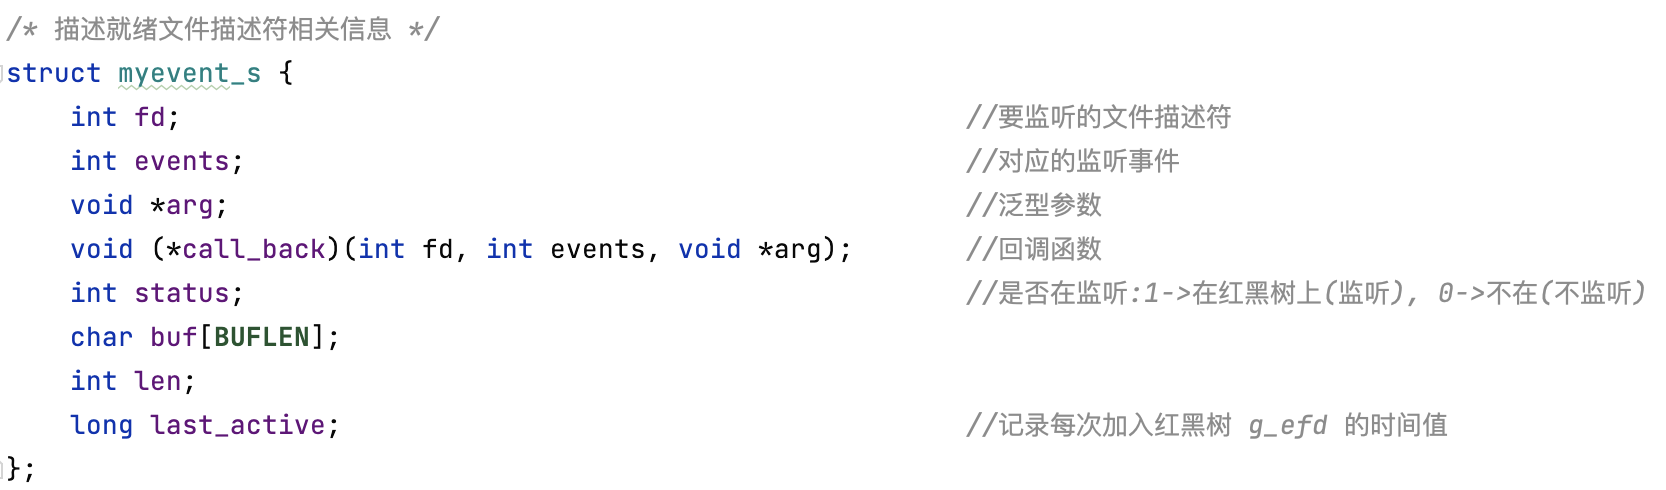 /* 描述就绪文件描述符相关信息 */
struct myevent_s {
    int fd;                                                 //要监听的文件描述符
    int events;                                             //对应的监听事件
    void *arg;                                              //泛型参数
    void (*call_back)(int fd, int events, void *arg);       //回调函数
    int status;                                             //是否在监听:1->在红黑树上(监听), 0->不在(不监听)
    char buf[BUFLEN];
    int len;
    long last_active;                                       //记录每次加入红黑树 g_efd 的时间值
};